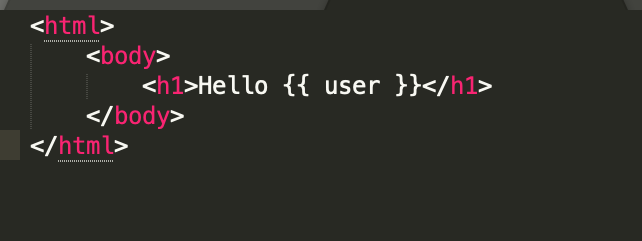 <html>
<body>
<h1>Hello {{ user }}</h1>
</body>
</html>